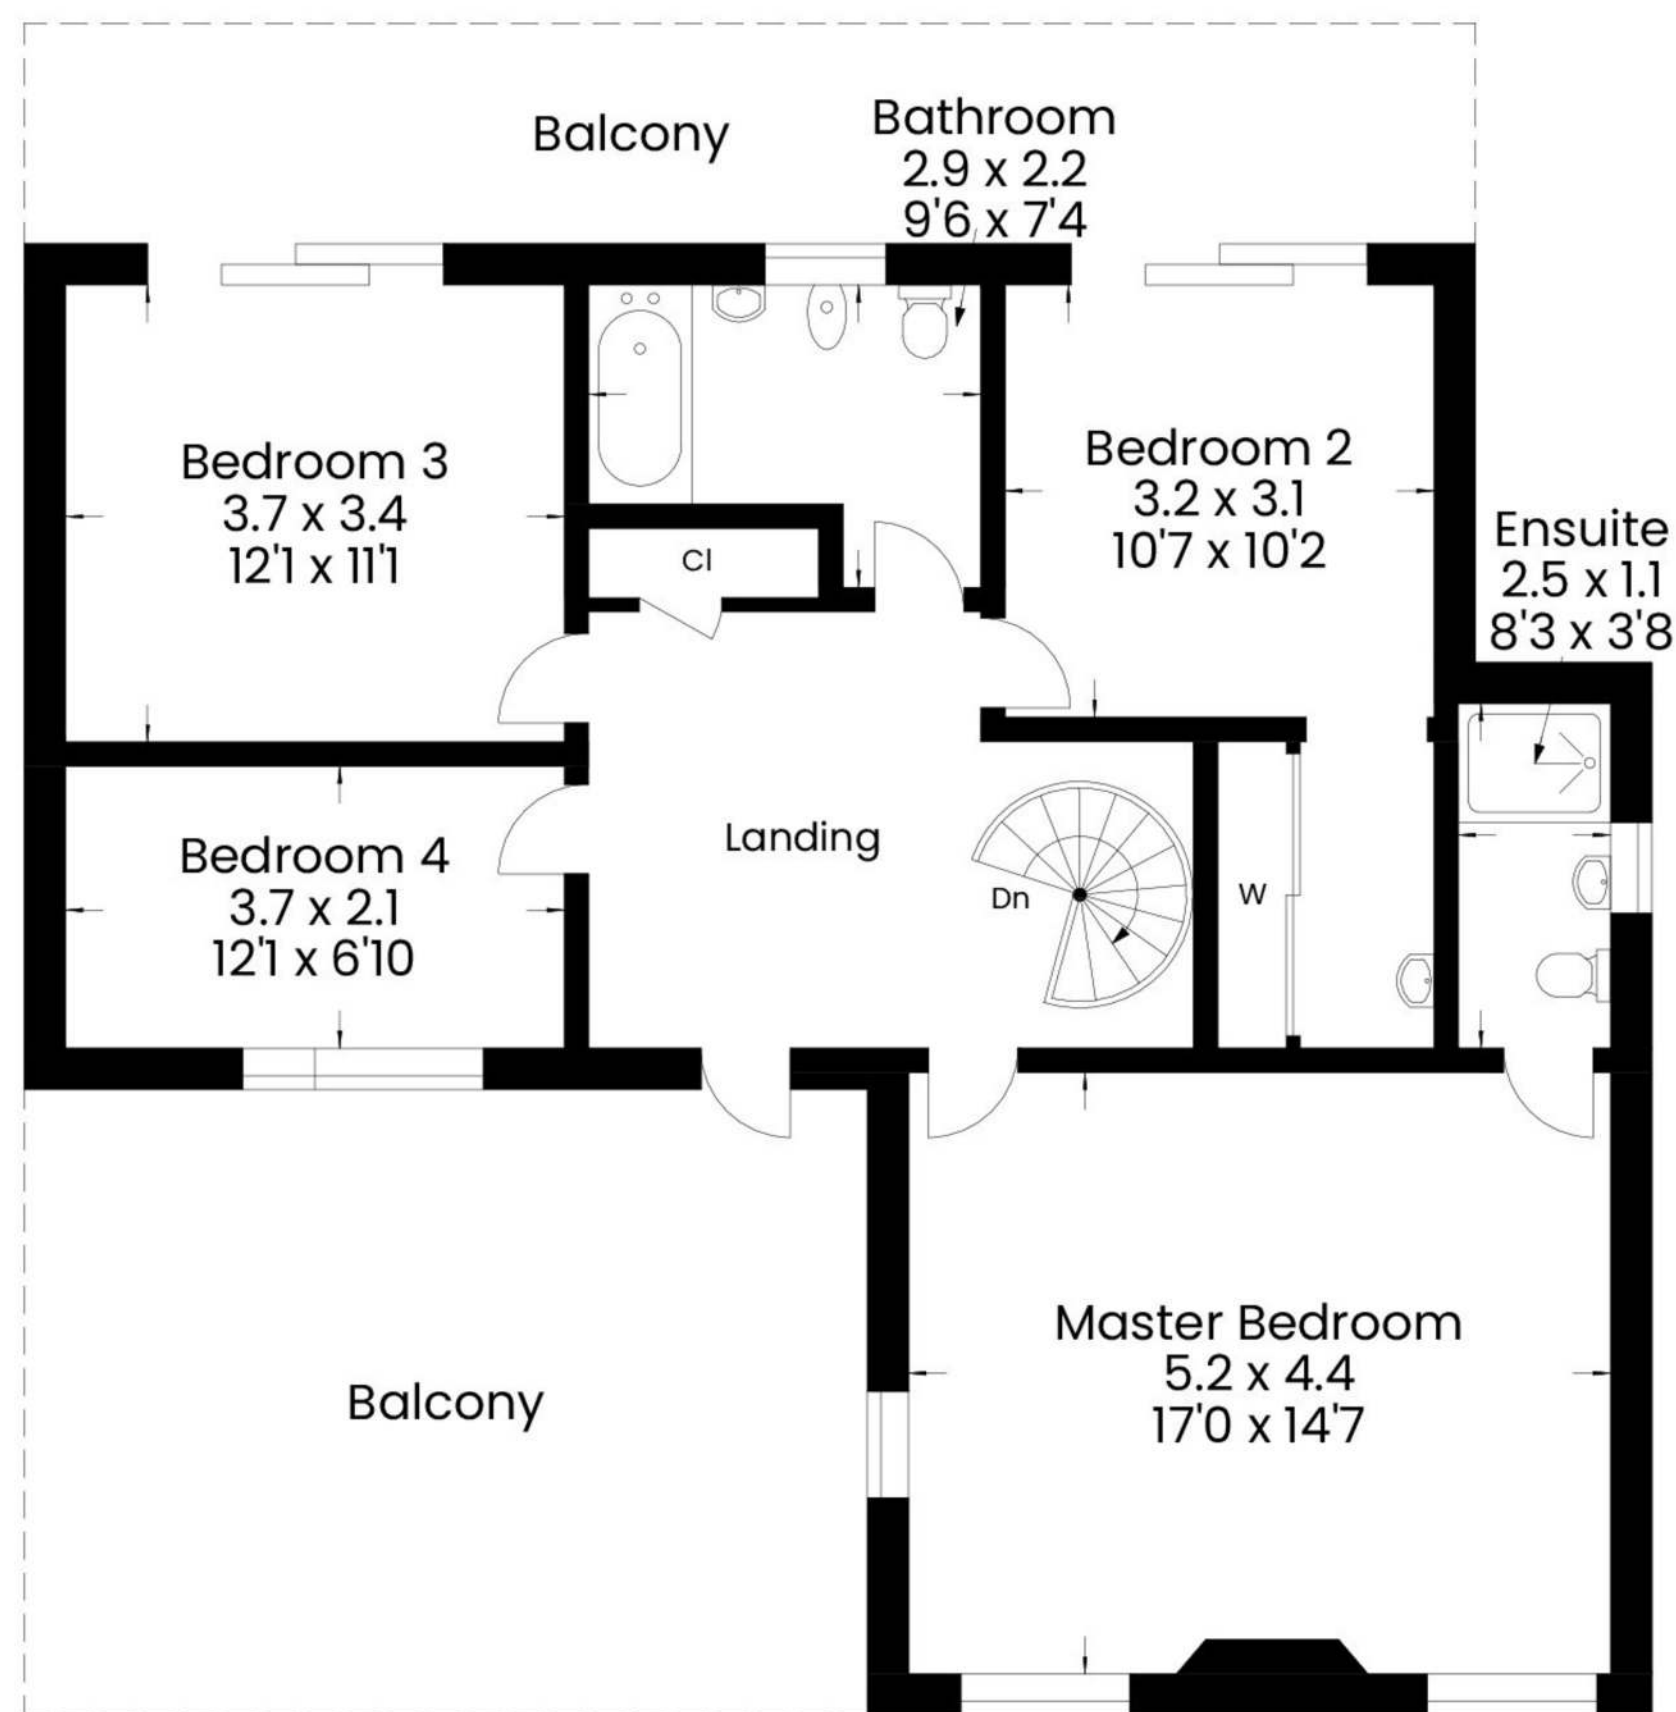 Balcony
Bathroom
2.9 x 2.2
9'6 x 7'4
Bedroom 3
3.7 x 3.4
12'1 x 11'1
Bedroom 2
3.2 x 3.1
10'7 x 10'2
Ensuite
2.5 x 1.1
8'3 x 3'8
Cl
Bedroom 4
3.7 x 2.1
12'1 x 6'10
Landing
Dn
W
Balcony
Master Bedroom
5.2 x 4.4
17'0 x 14'7